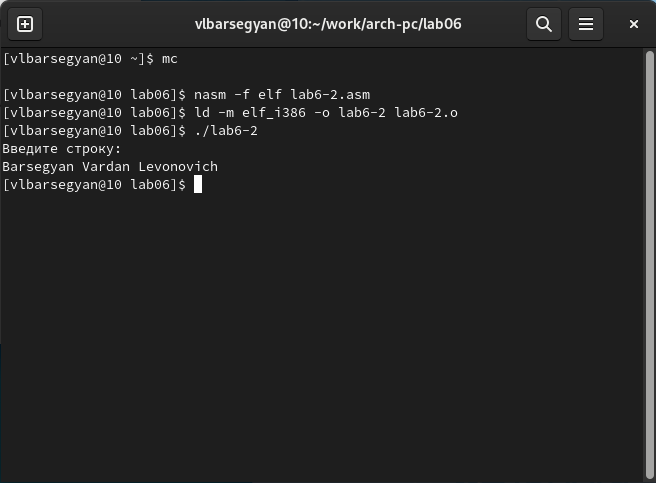 vlbarsegyan@10:~/work/arch-pc/lab06
[vlbarsegyan@10 ~]$ mc
[vlbarsegyan@10 lab06]$ nasm -f elf lab6-2.asm
[vlbarsegyan@10 lab06]$ ld -m elf_i386 -o lab6-2 lab6-2.o
[vlbarsegyan@10 lab06]$ ./lab6-2
Введите строку:
Barsegyan Vardan Levonovich
[vlbarsegyan@10 lab06]$